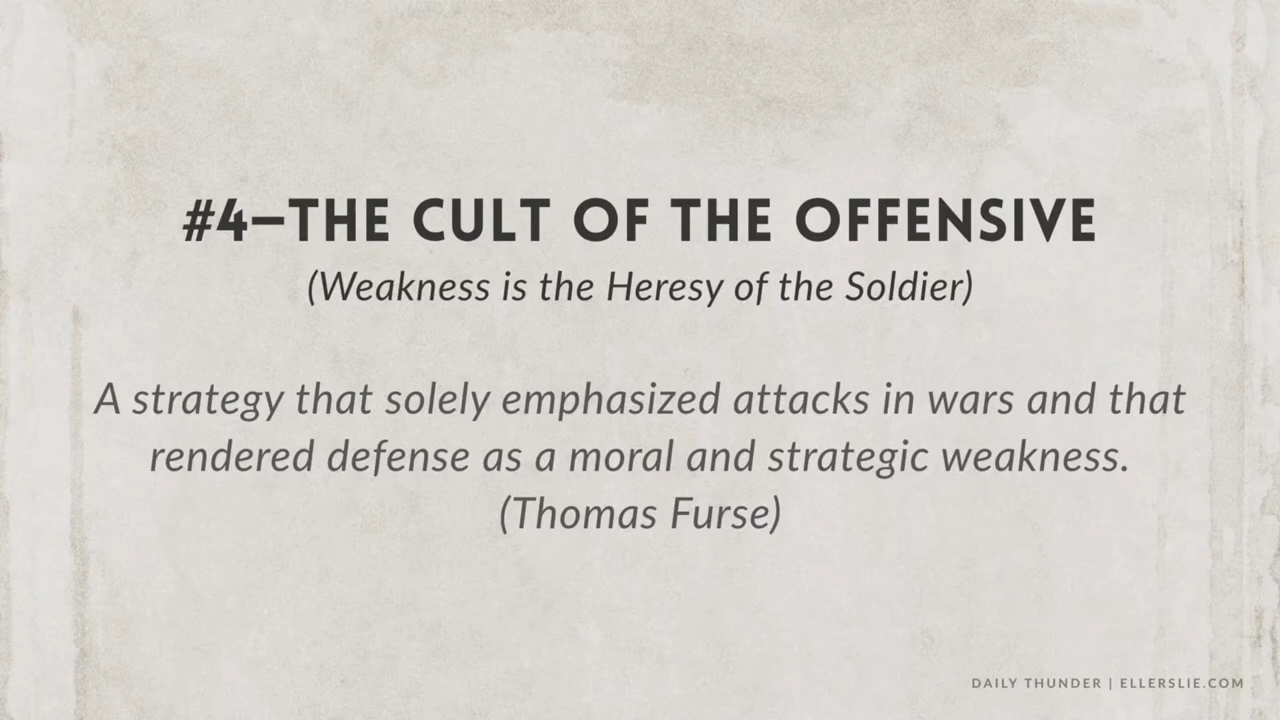 #4–THE CULT OF THE OFFENSIVE
(Weakness is the Heresy of the Soldier)
A strategy that solely emphasized attacks in wars and that
rendered defense as a moral and strategic weakness.
(Thomas Furse)
DAILY THUNDER | ELLERSLIE.COM